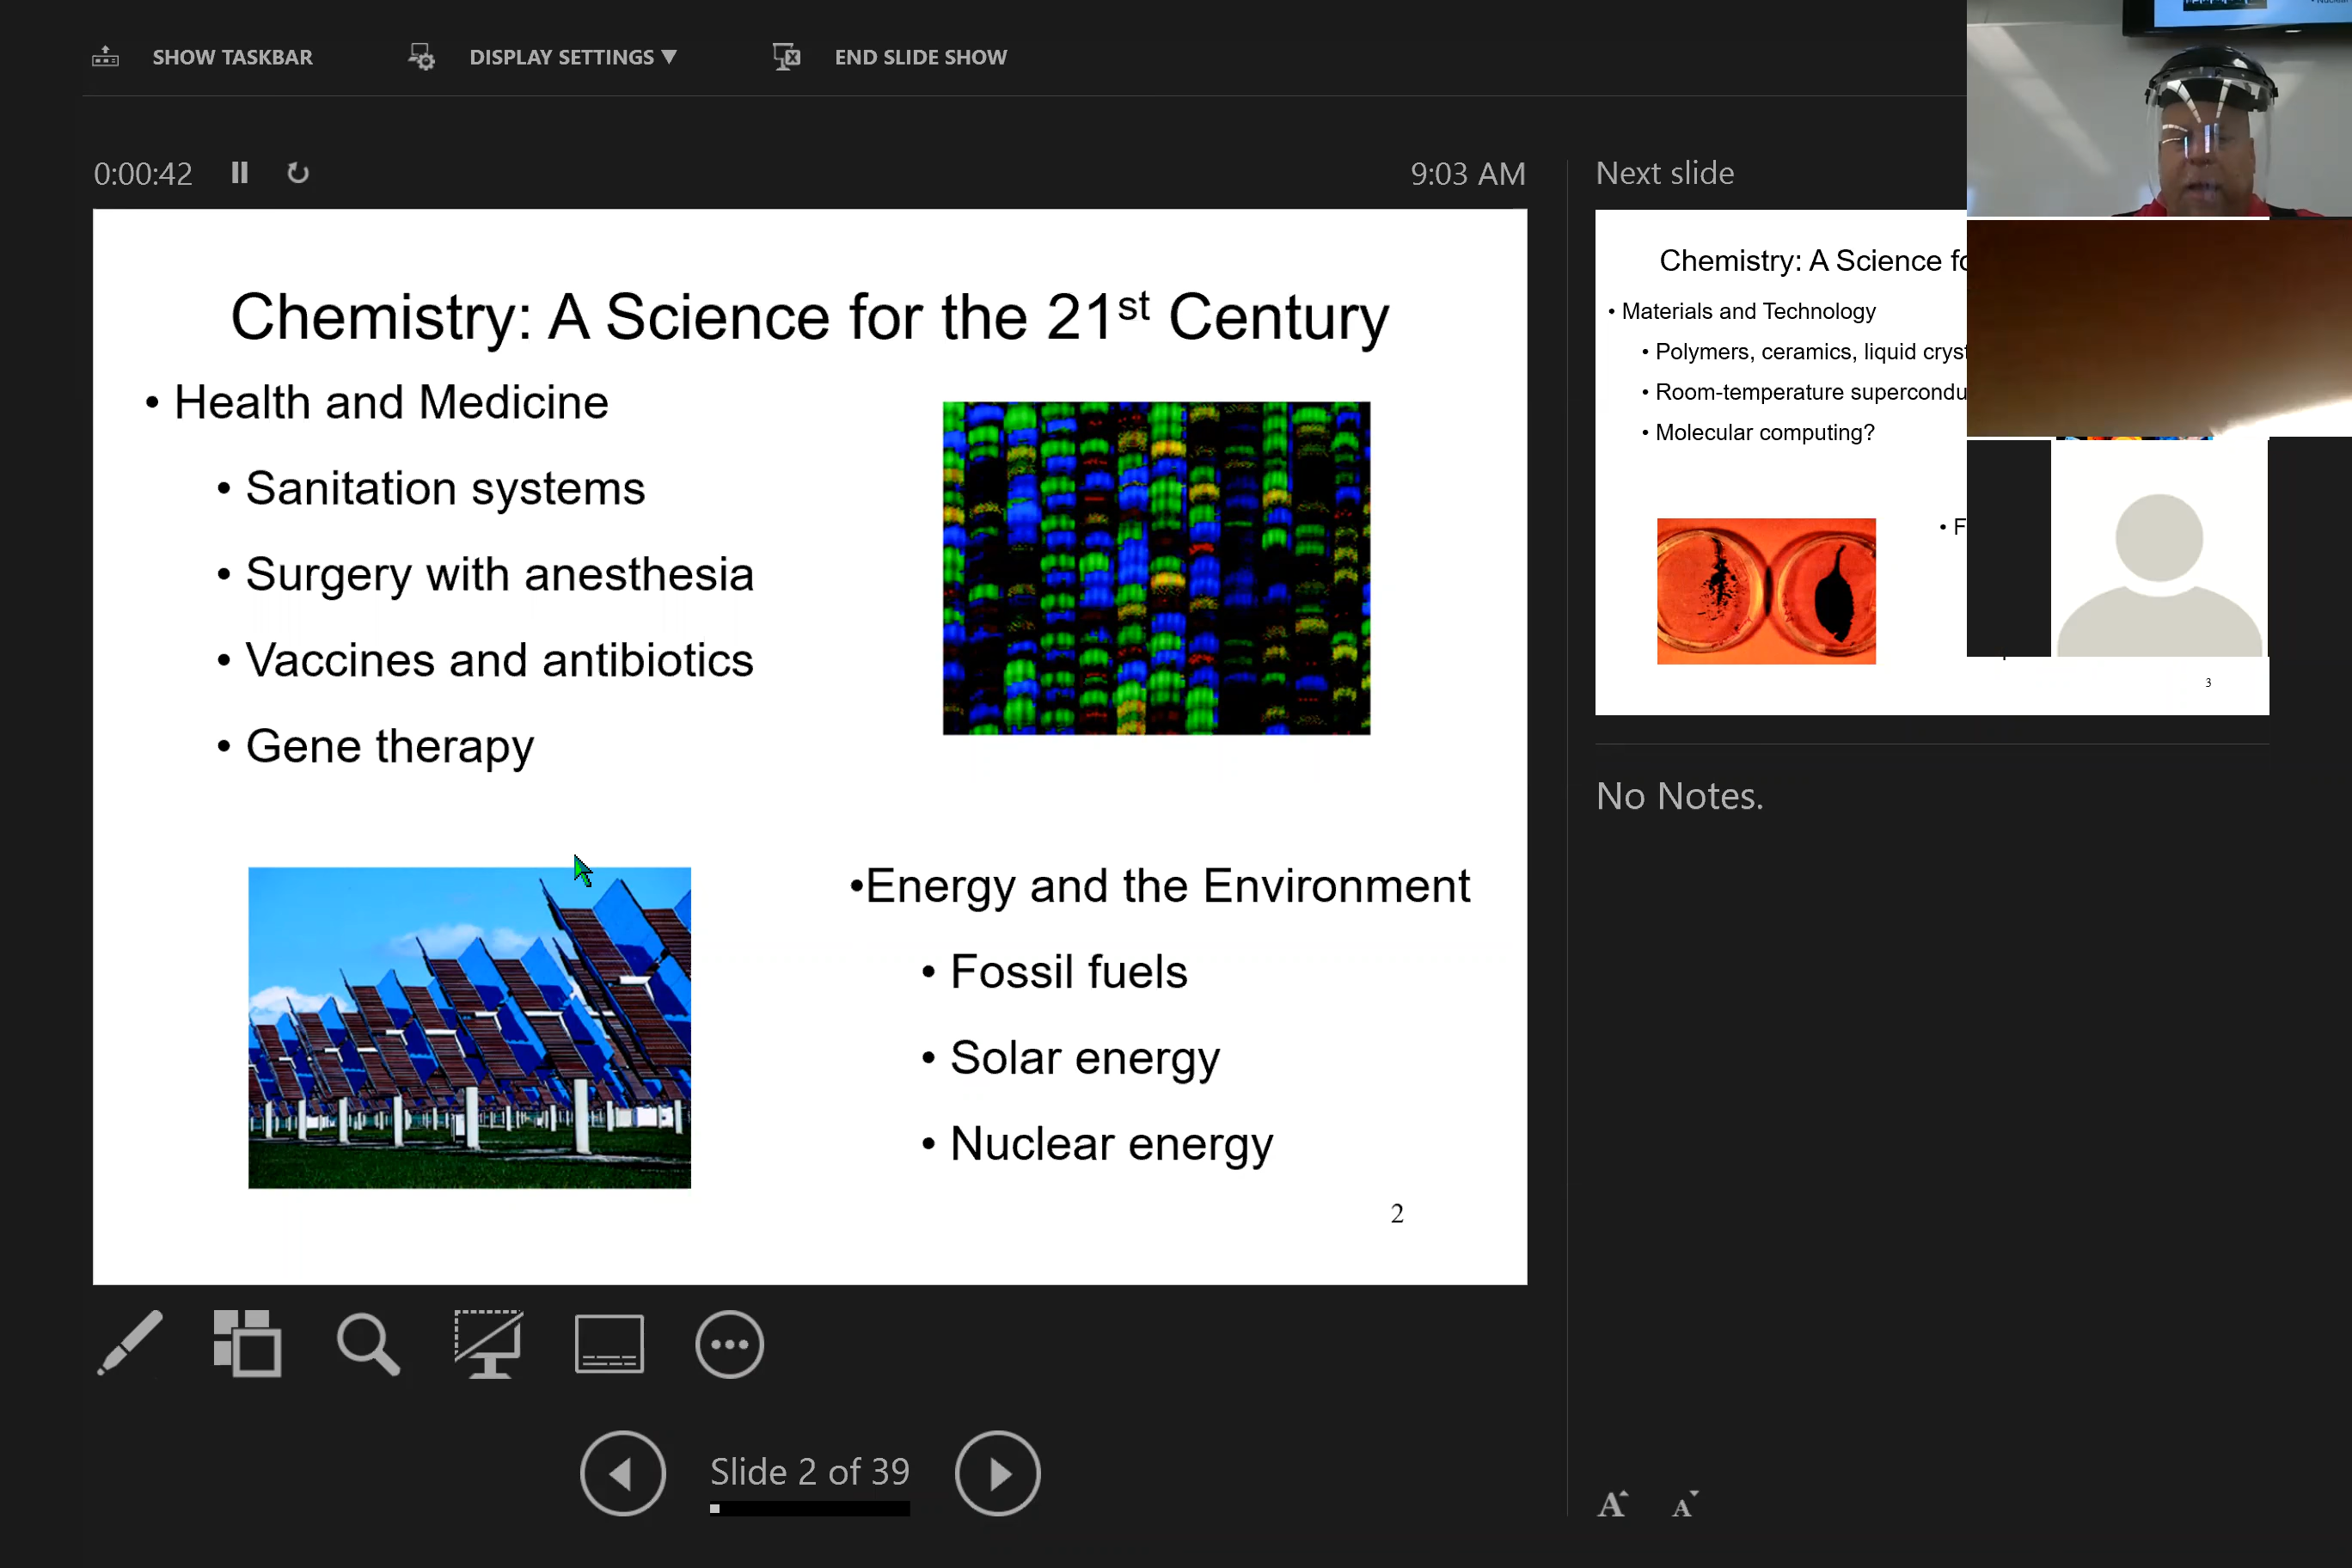 SHOW TASKBAR
DISPLAY SETTINGS ▼
END SLIDE SHOW
0:00:42
9:03 AM
Chemistry: A Science for the 21st Century
• Health and Medicine
• Sanitation systems
• Surgery with anesthesia
• Vaccines and antibiotics
• Gene therapy
•Energy and the Environment
• Fossil fuels
• Solar energy
• Nuclear energy
2
Slide 2 of 39
Next slide
Chemistry: A Science
• Materials and Technology
• Polymers, ceramics, liquid
• Room-temperature
• Molecular computing?
3
No Notes.
A A